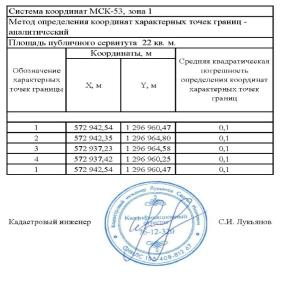 Система координат МСК-53, зона 1
Метод определения координат характерных точек границ -
аналитический
Площадь публичного сервитута 22 кв. м.
Обозначение
характерных
точек границы
Координаты, м
X, м
Y, м
Средняя квадратическая
погрешность
определения координат
характерных точек
границ
1 572 942,54 1 296 960,47 0,1
2 572 942,35 1 296 964,80 0,1
3 572 937,23 1 296 964,58 0,1
4 572 937,42 1 296 960,25 0,1
1 572 942,54 1 296 960,47 0,1
Кадастровый инженер
С.И. Лукьянов